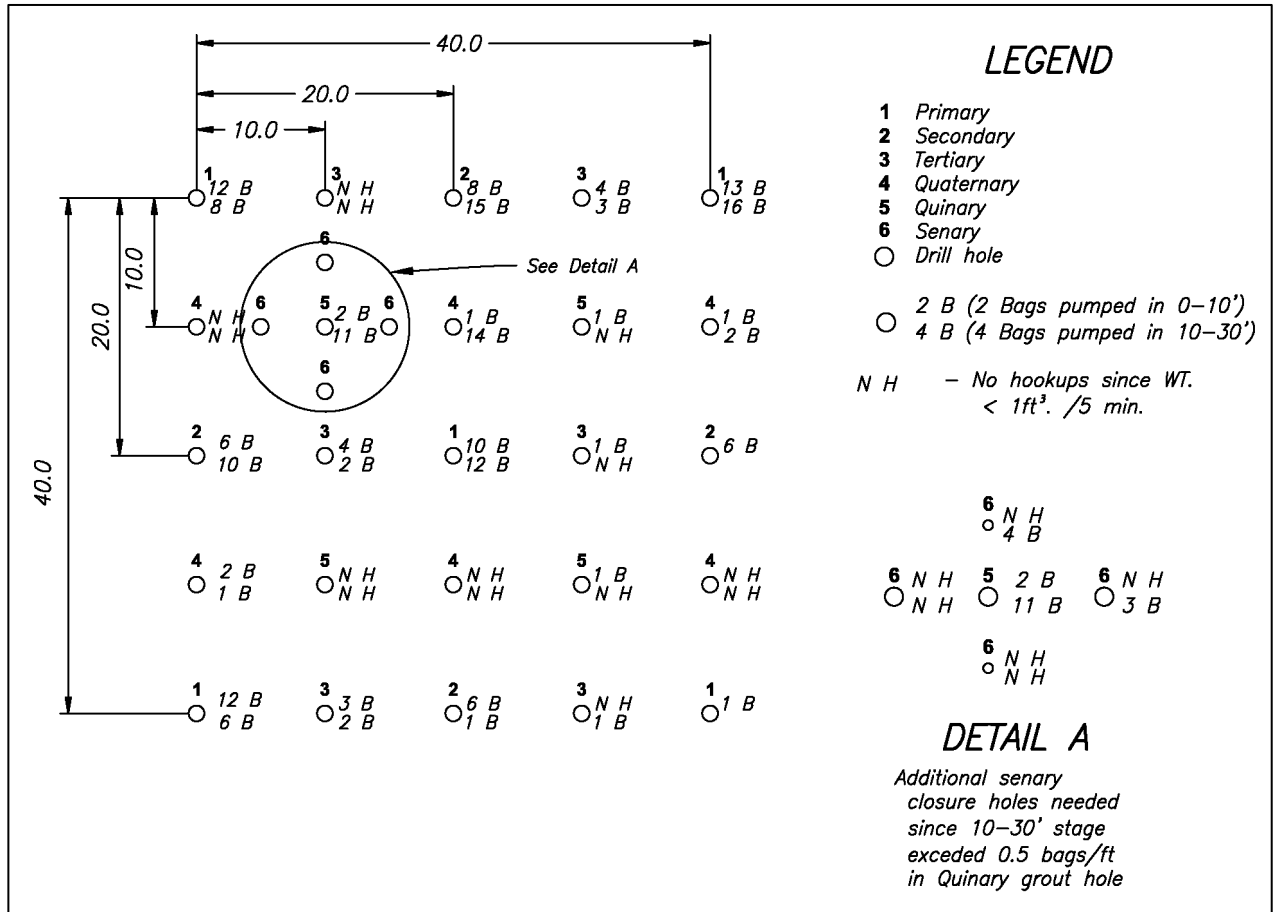 40.0
20.0
10.0
1 3 2 3 1
12 B N H 8 B 4 B 13 B
8 B N H 15 B 3 B 16 B
6
See Detail A
4 6 5 6 4 5 4
N H 2 B 1 B 1 B 1 B
N H 11 B 14 B N H 2 B
6
2 3 1 3 2
6 B 4 B 10 B 1 B 6 B
10 B 2 B 12 B N H
4 5 4 5 4
2 B N H N H 1 B N H
1 B N H N H N H N H
1 3 2 3 1
12 B 3 B 6 B N H 1 B
6 B 2 B 1 B 1 B
10.0
20.0
40.0
LEGEND
1 Primary
2 Secondary
3 Tertiary
4 Quaternary
5 Quinary
6 Senary
Drill hole
2 B (2 Bags pumped in 0-10')
4 B (4 Bags pumped in 10-30')
N H - No hookups since WT.
< 1ft³. /5 min.
6 N H
4 B
6 N H 5 2 B 6 N H
N H 11 B 3 B
6 N H
N H
DETAIL A
Additional senary
closure holes needed
since 10-30' stage
exceded 0.5 bags/ft
in Quinary grout hole